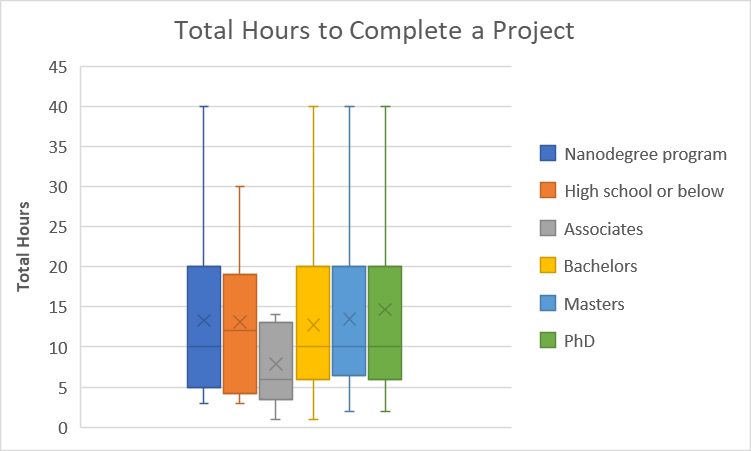 Total Hours to Complete a Project
Total Hours
45
40
35
30
25
20
15
10
5
0
Nanodegree program
High school or below
Associates
Bachelors
Masters
PhD